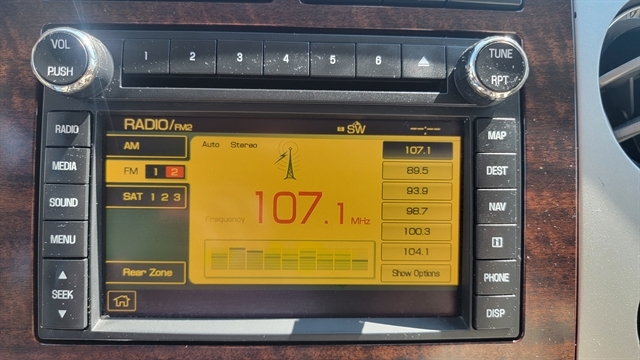 VOL
PUSH
1 2 3 4 5 6
TUNE
RPT
RADIO
MEDIA
SOUND
MENU
SEEK
RADIO/FM2
SW
--:--
AM
FM 1 2
SAT 1 2 3
Rear Zone
Auto Stereo
Frequency 107.1 MHz
107.1
89.5
93.9
98.7
100.3
104.1
Show Options
MAP
DEST
NAV
PHONE
DISP